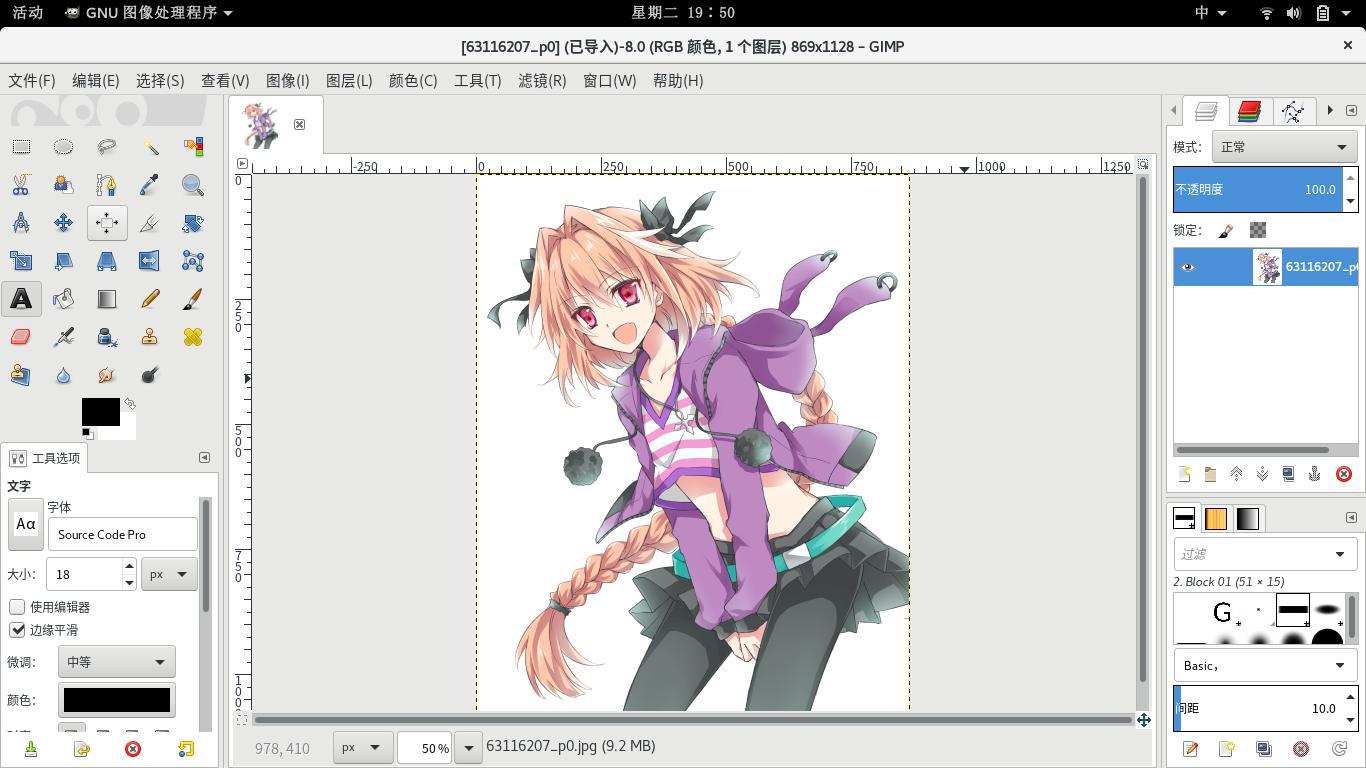 活动 GNU 图像处理程序 星期二 19：50 中
[63116207_p0] (已导入)-8.0 (RGB 颜色, 1 个图层) 869x1128 – GIMP ×
文件(F) 编辑(E) 选择(S) 查看(V) 图像(I) 图层(L) 颜色(C) 工具(T) 滤镜(R) 窗口(W) 帮助(H)
-250 0 250 500 750 1000 1250
0
250
500
750
工具选项
文字
字体
Aα Source Code Pro
大小： 18 px
使用编辑器
边缘平滑
微调： 中等
颜色：
978, 410 px 50 % 63116207_p0.jpg (9.2 MB)
模式： 正常
不透明度 100.0
锁定：
63116207_p
过滤
2. Block 01 (51 × 15)
G
Basic,
间距 10.0